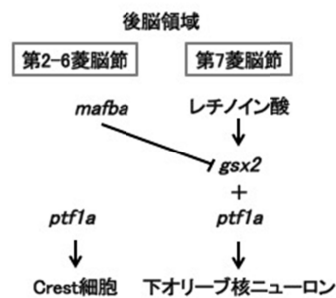 後脳領域
第2-6菱脳節 第7菱脳節
mafba レチノイン酸
gsx2
+
ptf1a ptf1a
Crest細胞 下オリーブ核ニューロン